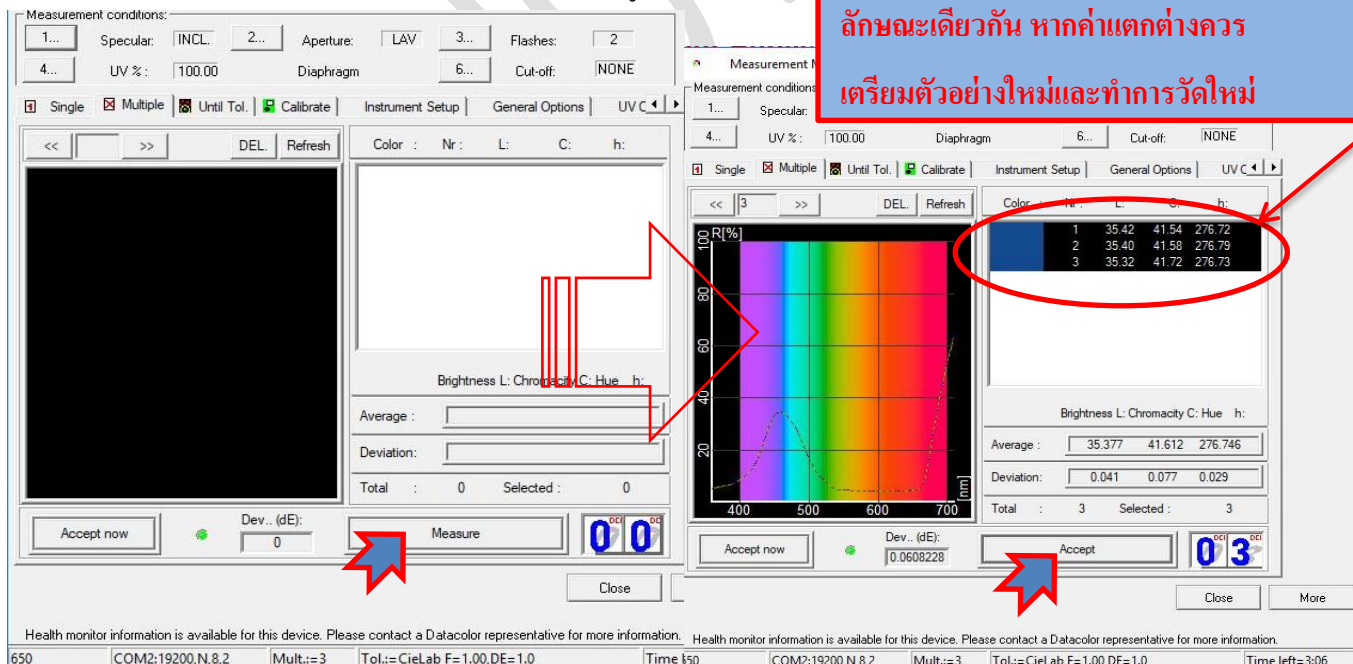 ลักษณะเดียวกัน หากค่าแตกต่างควร
เตรียมตัวอย่างใหม่และทำการวัดใหม่
Measurement conditions:
1... Specular: INCL. 2... Aperture: LAV 3... Flashes: 2
4... UV % : 100.00 Diaphragm 6... Cut-off: NONE
1 Single Multiple Until Tol. Calibrate Instrument Setup General Options UV C
<< >> DEL. Refresh
Color : Nr : L: C: h:
Brightness L: Chromacity C: Hue h:
Average :
Deviation:
Total : 0 Selected : 0
Accept now
Dev.. (dE):
0
Measure
0 0
Close
Health monitor information is available for this device. Please contact a Datacolor representative for more information.
650 COM2:19200,N,8,2 Mult.:=3 Tol.:=CieLab F=1.00,DE=1.0 Time
Measurement M
Measurement conditions
1... Specular:
4... UV % : 100.00 Diaphragm 6... Cut-off: NONE
1 Single Multiple Until Tol. Calibrate Instrument Setup General Options UV C
<< 3 >> DEL. Refresh
Color : Nr : L: C: h:
1 35.42 41.54 276.72
2 35.40 41.58 276.79
3 35.32 41.72 276.73
R[%]
100
80
60
40
20
[nm]
400 500 600 700
Brightness L: Chromacity C: Hue h:
Average : 35.377 41.612 276.746
Deviation: 0.041 0.077 0.029
Total : 3 Selected : 3
Accept now
Dev.. (dE):
0.0608228
Accept
0 3
Close More
Health monitor information is available for this device. Please contact a Datacolor representative for more information.
650 COM2:19200,N,8,2 Mult.:=3 Tol.:=CieLab F=1.00,DE=1.0 Time left=3:06